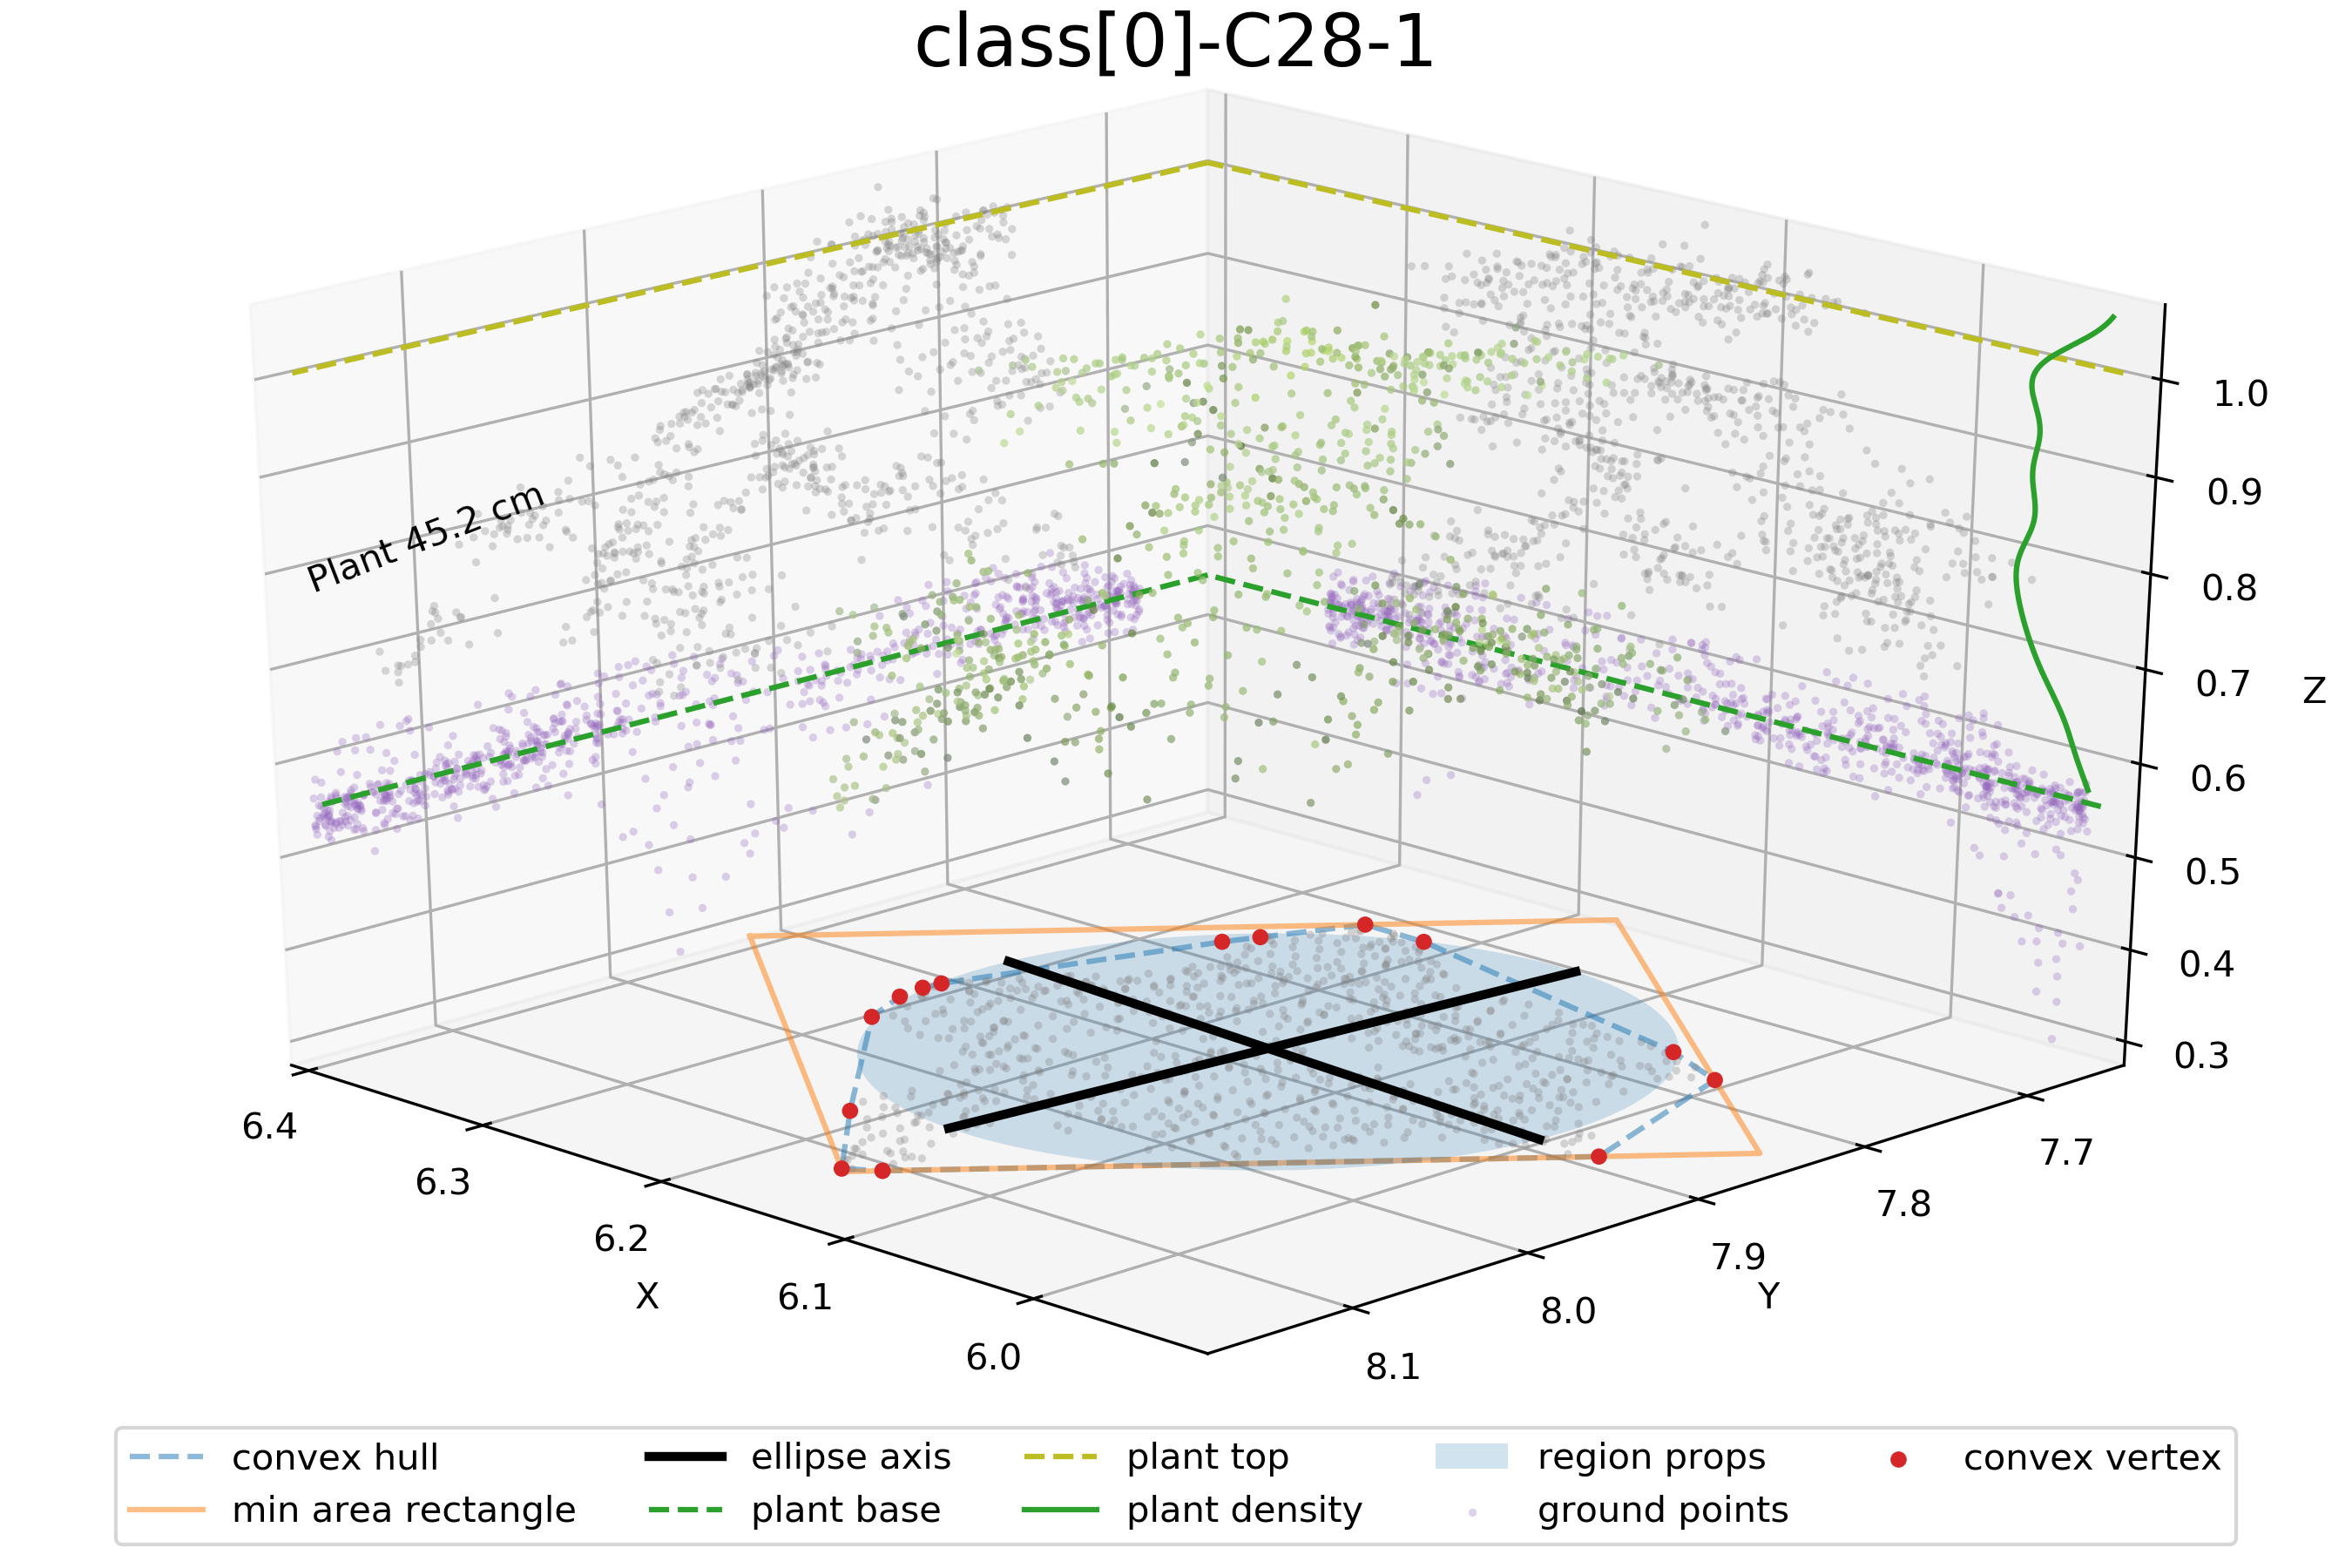 class[0]-C28-1
Plant 45.2 cm
1.0
0.9
0.8
0.7
0.6
0.5
0.4
0.3
Z
6.4
6.3
6.2
6.1
6.0
X
8.1
8.0
7.9
7.8
7.7
Y
convex hull
min area rectangle
ellipse axis
plant base
plant top
plant density
region props
ground points
convex vertex